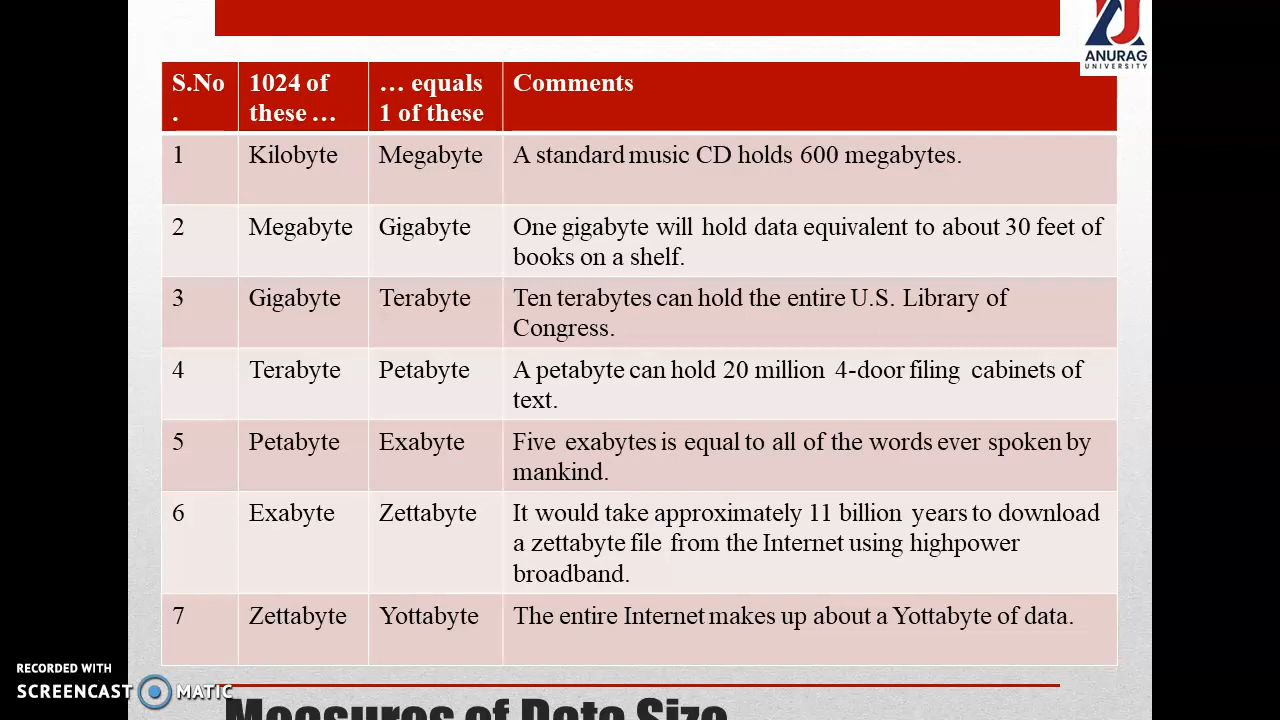 ANURAG
UNIVERSITY
S.No 1024 of … equals Comments
. these … 1 of these
1 Kilobyte Megabyte A standard music CD holds 600 megabytes.
2 Megabyte Gigabyte One gigabyte will hold data equivalent to about 30 feet of
books on a shelf.
3 Gigabyte Terabyte Ten terabytes can hold the entire U.S. Library of
Congress.
4 Terabyte Petabyte A petabyte can hold 20 million 4-door filing cabinets of
text.
5 Petabyte Exabyte Five exabytes is equal to all of the words ever spoken by
mankind.
6 Exabyte Zettabyte It would take approximately 11 billion years to download
a zettabyte file from the Internet using highpower
broadband.
7 Zettabyte Yottabyte The entire Internet makes up about a Yottabyte of data.
RECORDED WITH
SCREENCAST MATIC
Measures of Data Size